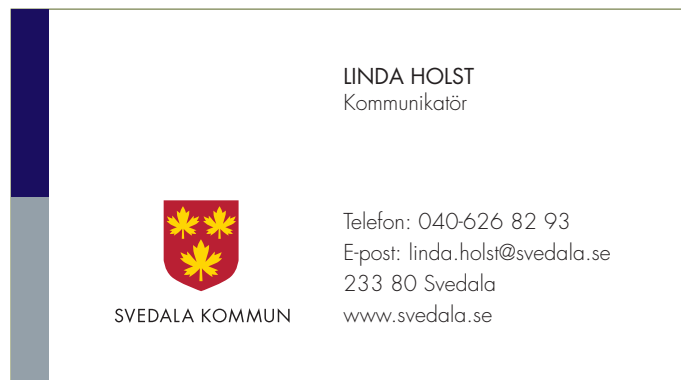 LINDA HOLST
Kommunikatör
Telefon: 040-626 82 93
E-post: linda.holst@svedala.se
233 80 Svedala
www.svedala.se
SVEDALA KOMMUN